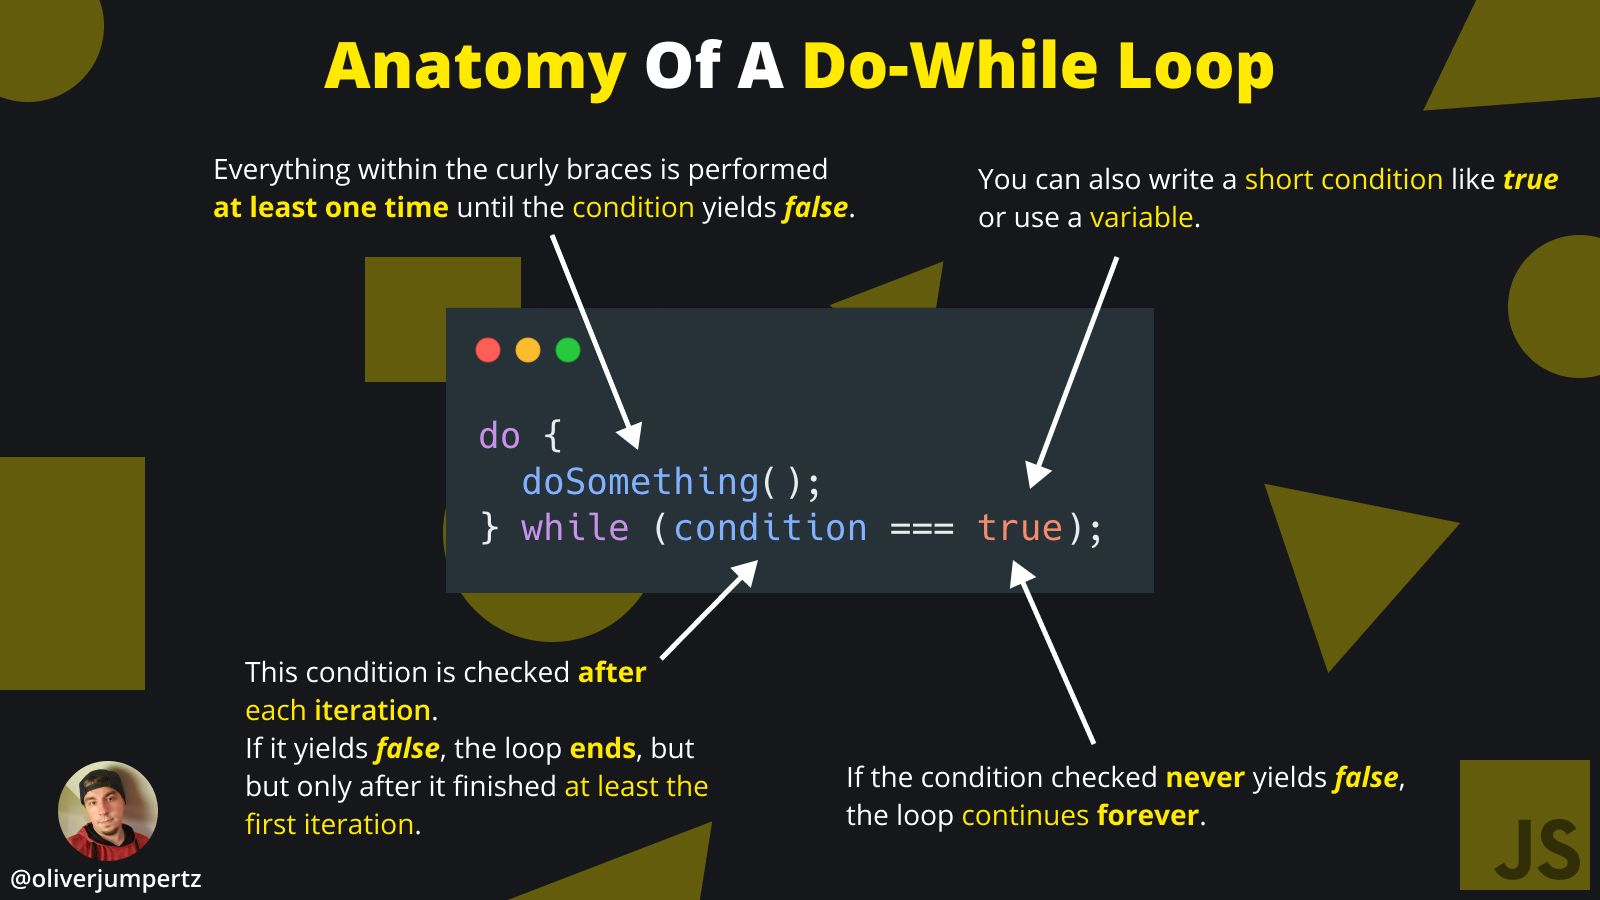 Anatomy Of A Do-While Loop
Everything within the curly braces is performed
at least one time until the condition yields false.
You can also write a short condition like true
or use a variable.
do {
  doSomething();
} while (condition === true);
This condition is checked after
each iteration.
If it yields false, the loop ends, but
but only after it finished at least the
first iteration.
If the condition checked never yields false,
the loop continues forever.
@oliverjumpertz
JS